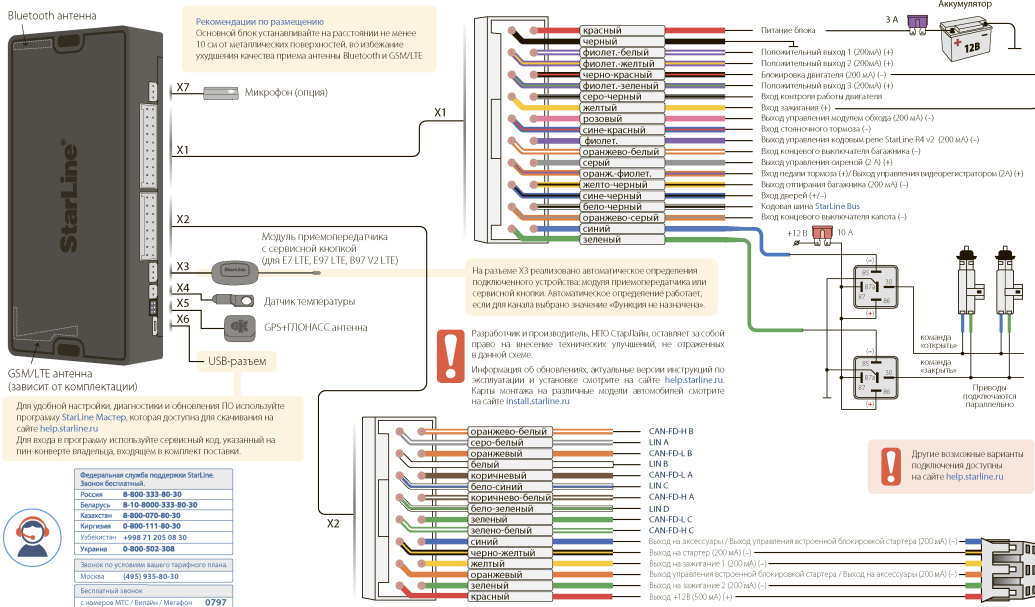 Bluetooth антенна
StarLine®
GSM/LTE антенна
(зависит от комплектации)
Рекомендации по размещению
Основной блок устанавливайте на расстоянии не менее
10 см от металлических поверхностей, во избежание
ухудшения качества приема антенны Bluetooth и GSM/LTE
X7
Микрофон (опция)
X1
X1
X2
Модуль приемопередатчика
с сервисной кнопкой
(для E7 LTE, E97 LTE, B97 V2 LTE)
X3
StarLine
X4
Датчик температуры
X5
GPS+ГЛОНАСС антенна
X6
USB-разъем
Для удобной настройки, диагностики и обновления ПО используйте
программу StarLine Мастер, которая доступна для скачивания на
сайте help.starline.ru
Для входа в программу используйте сервисный код, указанный на
пин-конверте владельца, входящем в комплект поставки.
Федеральная служба поддержки StarLine.
Звонок бесплатный.
Россия 8-800-333-80-30
Беларусь 8-10-8000-333-80-30
Казахстан 8-800-070-80-30
Киргизия 0-800-111-80-30
Узбекистан +998 71 205 08 30
Украина 0-800-502-308
Звонок по условиям вашего тарифного плана.
Москва (495) 935-80-30
Бесплатный звонок
с номеров МТС / Билайн / Мегафон 0797
Аккумулятор
3 А
12В
красный Питание блока
черный
фиолет.-белый Положительный выход 1 (200мА) (+)
фиолет.-желтый Положительный выход 2 (200мА) (+)
черно-красный Блокировка двигателя (200 мА) (–)
фиолет.-зеленый Положительный выход 3 (200мА) (+)
серо-черный Вход контроля работы двигателя
желтый Вход зажигания (+)
розовый Выход управления модулем обхода (200 мА) (–)
сине-красный Вход стояночного тормоза (–)
фиолет. Выход управления кодовым реле StarLine R4 v2 (200 мА) (–)
оранжево-белый Вход концевого выключателя багажника (–)
серый Выход управления сиреной (2 А) (+)
оранж.-фиолет. Вход педали тормоза (+)/ Выход управления видеорегистратором (2А) (+)
желто-черный Выход отпирания багажника (200 мА) (–)
сине-черный Вход дверей (+/–)
бело-черный Кодовая шина StarLine Bus
оранжево-серый Вход концевого выключателя капота (–)
синий
зеленый
+12 В
10 А
(–)
85
30
87a
87
86
(+)
(–)
85
30
87a
87
86
(+)
команда
«открыть»
команда
«закрыть»
Приводы
подключаются
параллельно
На разъеме X3 реализовано автоматическое определения
подключенного устройства: модуля приемопередатчика или
сервисной кнопки. Автоматическое определение работает,
если для канала выбрано значение «Функция не назначена».
Разработчик и производитель, НПО СтарЛайн, оставляет за собой
право на внесение технических улучшений, не отраженных
в данной схеме.
Информация об обновлениях, актуальные версии инструкций по
эксплуатации и установке смотрите на сайте help.starline.ru.
Карты монтажа на различные модели автомобилей смотрите
на сайте install.starline.ru
Другие возможные варианты
подключения доступны
на сайте help.starline.ru
X2
оранжево-белый CAN-FD-H B
серо-белый LIN A
оранжевый CAN-FD-L B
белый LIN B
коричневый CAN-FD-L A
бело-синий LIN C
коричнево-белый CAN-FD-H A
бело-зеленый LIN D
зеленый CAN-FD-L C
зелено-белый CAN-FD-H C
синий Выход на аксессуары / Выход управления встроенной блокировкой стартера (200 мА) (–)
черно-желтый Выход на стартер (200 мА) (–)
желтый Выход на зажигание 1 (200 мА) (–)
оранжевый Выход управления встроенной блокировкой стартера / Выход на аксессуары (200 мА) (–)
зеленый Выход на зажигание 2 (200 мА) (–)
красный Выход +12В (500 мА) (+)